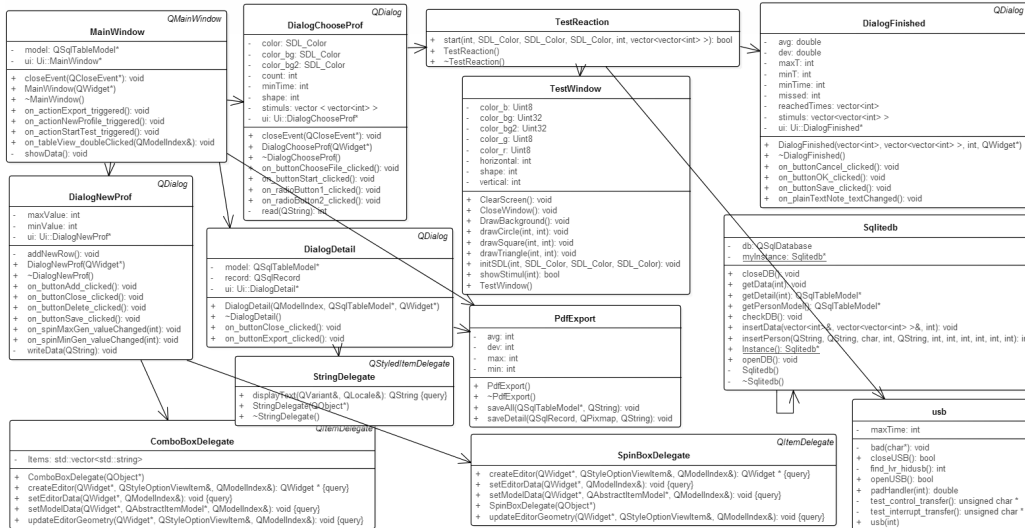 QMainWindow
MainWindow
- model: QSqlTableModel*
- ui: Ui::MainWindow*
+ closeEvent(QCloseEvent*): void
+ MainWindow(QWidget*)
+ ~MainWindow()
+ on_actionExport_triggered(): void
+ on_actionNewProfile_triggered(): void
+ on_actionStartTest_triggered(): void
+ on_tableView_doubleClicked(QModelIndex&): void
- showData(): void
QDialog
DialogChooseProf
- color: SDL_Color
- color_bg: SDL_Color
- color_bg2: SDL_Color
- count: int
- minTime: int
- shape: int
- stimuls: vector < vector<int> >
- ui: Ui::DialogChooseProf*
+ closeEvent(QCloseEvent*): void
+ DialogChooseProf(QWidget*)
+ ~DialogChooseProf()
+ on_buttonChooseFile_clicked(): void
+ on_buttonStart_clicked(): void
+ on_radioButton1_clicked(): void
+ on_radioButton2_clicked(): void
- read(QString): int
TestReaction
+ start(int, SDL_Color, SDL_Color, SDL_Color, int, vector<vector<int> >): bool
+ TestReaction()
+ ~TestReaction()
QDialog
DialogFinished
- avg: double
- dev: double
- maxT: int
- minT: int
- minTime: int
- missed: int
- reachedTimes: vector<int>
- stimuls: vector<vector<int> >
- ui: Ui::DialogFinished*
+ DialogFinished(vector<int>, vector<vector<int> >, int, QWidget*)
+ ~DialogFinished()
+ on_buttonCancel_clicked(): void
+ on_buttonOK_clicked(): void
+ on_buttonSave_clicked(): void
+ on_plainTextNote_textChanged(): void
TestWindow
- color_b: Uint8
- color_bg: Uint32
- color_bg2: Uint32
- color_g: Uint8
- color_r: Uint8
- horizontal: int
- shape: int
- vertical: int
+ ClearScreen(): void
+ CloseWindow(): void
+ DrawBackground(): void
+ drawCircle(int, int): void
+ drawSquare(int, int): void
+ drawTriangle(int, int): void
+ initSDL(int, SDL_Color, SDL_Color, SDL_Color): void
+ showStimul(int): bool
+ TestWindow()
QDialog
DialogNewProf
- maxValue: int
- minValue: int
- ui: Ui::DialogNewProf*
+ addNewRow(): void
+ DialogNewProf(QWidget*)
+ ~DialogNewProf()
+ on_buttonAdd_clicked(): void
+ on_buttonClose_clicked(): void
+ on_buttonDelete_clicked(): void
+ on_buttonSave_clicked(): void
+ on_spinMaxGen_valueChanged(int): void
+ on_spinMinGen_valueChanged(int): void
- writeData(QString): void
QDialog
DialogDetail
- model: QSqlTableModel*
- record: QSqlRecord
- ui: Ui::DialogDetail*
+ DialogDetail(QModelIndex, QSqlTableModel*, QWidget*)
+ ~DialogDetail()
+ on_buttonClose_clicked(): void
+ on_buttonExport_clicked(): void
Sqlitedb
- db: QSqlDatabase
- myInstance: Sqlitedb*
+ closeDB(): void
+ getData(int): void
+ getDetail(int): QSqlTableModel*
+ getPersonModel(): QSqlTableModel*
+ checkDB(): void
+ insertData(vector<int>&, vector<vector<int> >&, int): void
+ insertPerson(QString, QString, char, int, QString, int, int, int, int, int): int
+ Instance(): Sqlitedb*
+ openDB(): void
- Sqlitedb()
- ~Sqlitedb()
PdfExport
- avg: int
- dev: int
- max: int
- min: int
+ PdfExport()
+ ~PdfExport()
+ saveAll(QSqlTableModel*, QString): void
+ saveDetail(QSqlRecord, QPixmap, QString): void
QStyledItemDelegate
StringDelegate
+ displayText(QVariant&, QLocale&): QString {query}
+ StringDelegate(QObject*)
+ ~StringDelegate()
QItemDelegate
ComboBoxDelegate
- Items: std::vector<std::string>
+ ComboBoxDelegate(QObject*)
+ createEditor(QWidget*, QStyleOptionViewItem&, QModelIndex&): QWidget * {query}
+ setEditorData(QWidget*, QModelIndex&): void {query}
+ setModelData(QWidget*, QAbstractItemModel*, QModelIndex&): void {query}
+ updateEditorGeometry(QWidget*, QStyleOptionViewItem&, QModelIndex&): void {query}
QItemDelegate
SpinBoxDelegate
+ createEditor(QWidget*, QStyleOptionViewItem&, QModelIndex&): QWidget * {query}
+ setEditorData(QWidget*, QModelIndex&): void {query}
+ setModelData(QWidget*, QAbstractItemModel*, QModelIndex&): void {query}
+ SpinBoxDelegate(QObject*)
+ updateEditorGeometry(QWidget*, QStyleOptionViewItem&, QModelIndex&): void {query}
usb
- maxTime: int
- bad(char*): void
+ closeUSB(): bool
- find_lvr_hidusb(): int
+ openUSB(): bool
+ padHandler(int): double
- test_control_transfer(): unsigned char *
- test_interrupt_transfer(): unsigned char *
+ usb(int)